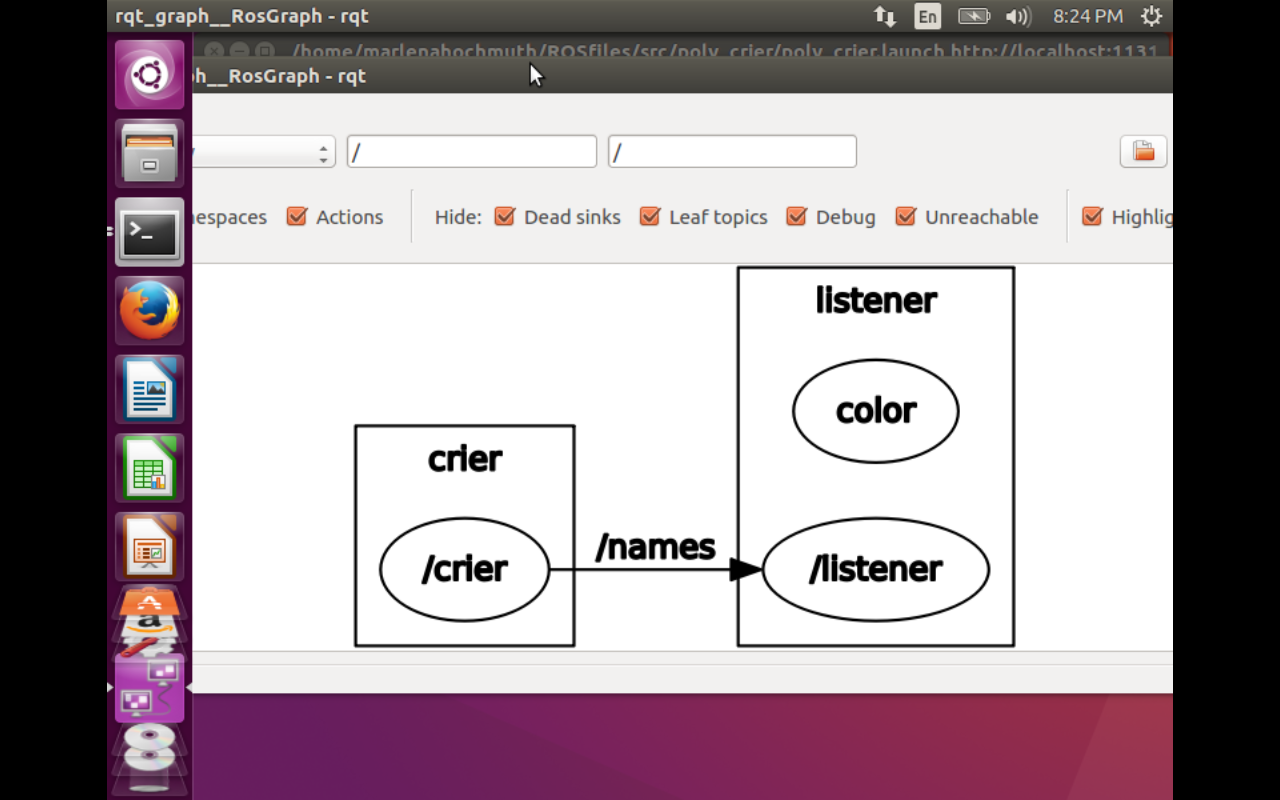 rqt_graph__RosGraph - rqt
En
8:24 PM
/home/marlenahochmuth/ROSfiles/src/poly_crier/poly_crier.launch http://localhost:1131
ph__RosGraph - rqt
/
/
nespaces
Actions
Hide:
Dead sinks
Leaf topics
Debug
Unreachable
Highlig
listener
color
crier
/names
/crier
/listener